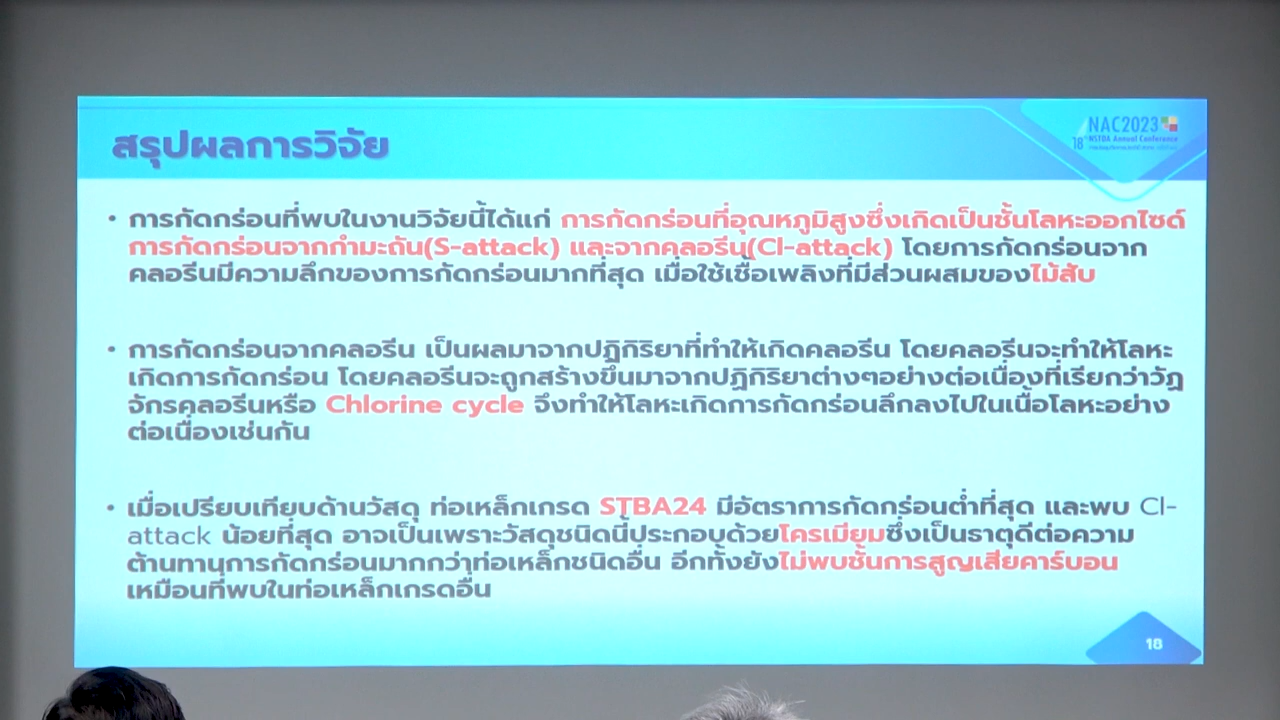 สรุปผลการวิจัย
NAC2023
18th NSTDA Annual Conference
• การกัดกร่อนที่พบในงานวิจัยนี้ได้แก่ การกัดกร่อนที่อุณหภูมิสูงซึ่งเกิดเป็นชั้นโลหะออกไซด์
การกัดกร่อนจากกำมะถัน(S-attack) และจากคลอรีน(Cl-attack) โดยการกัดกร่อนจาก
คลอรีนมีความลึกของการกัดกร่อนมากที่สุด เมื่อใช้เชื้อเพลิงที่มีส่วนผสมของไม้สับ
• การกัดกร่อนจากคลอรีน เป็นผลมาจากปฏิกิริยาที่ทำให้เกิดคลอรีน โดยคลอรีนจะทำให้โลหะ
เกิดการกัดกร่อน โดยคลอรีนจะถูกสร้างขึ้นมาจากปฏิกิริยาต่างๆอย่างต่อเนื่องที่เรียกว่าวัฏ
จักรคลอรีนหรือ Chlorine cycle จึงทำให้โลหะเกิดการกัดกร่อนลึกลงไปในเนื้อโลหะอย่าง
ต่อเนื่องเช่นกัน
• เมื่อเปรียบเทียบด้านวัสดุ ท่อเหล็กเกรด STBA24 มีอัตราการกัดกร่อนต่ำที่สุด และพบ Cl-
attack น้อยที่สุด อาจเป็นเพราะวัสดุชนิดนี้ประกอบด้วยโครเมียมซึ่งเป็นธาตุดีต่อความ
ต้านทานการกัดกร่อนมากกว่าท่อเหล็กชนิดอื่น อีกทั้งยังไม่พบชั้นการสูญเสียคาร์บอน
เหมือนที่พบในท่อเหล็กเกรดอื่น
18